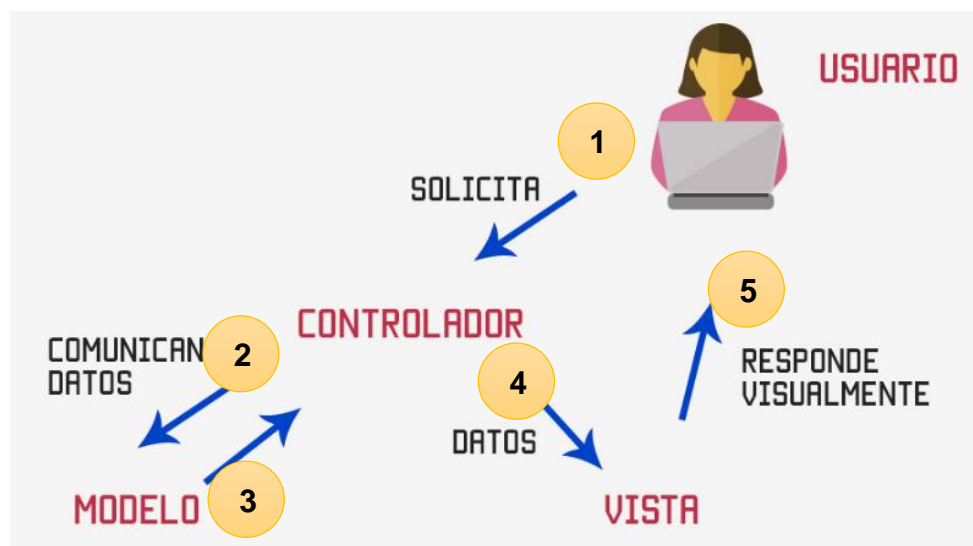 USUARIO
1
SOLICITA
5
CONTROLADOR
COMUNICAN
DATOS
2
RESPONDE
VISUALMENTE
4
DATOS
MODELO
3
VISTA